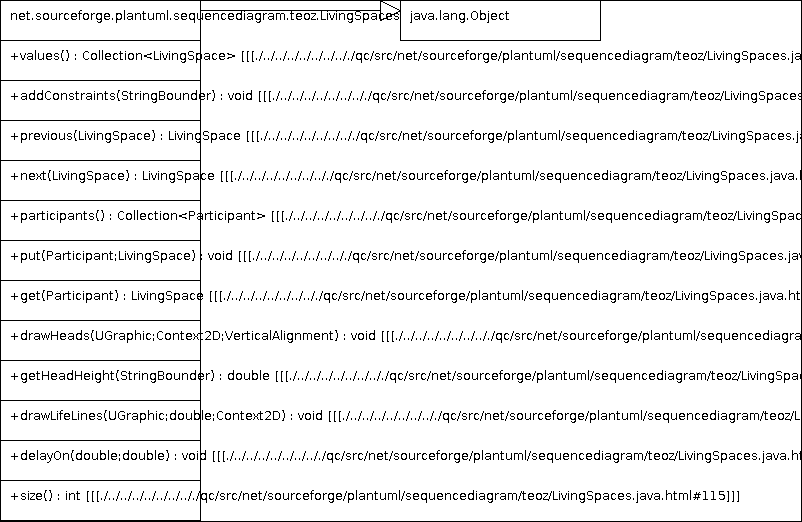 net.sourceforge.plantuml.sequencediagram.teoz.LivingSpaces
java.lang.Object
+values() : Collection<LivingSpace> [[[./../../../../../../../../qc/src/net/sourceforge/plantuml/sequencediagram/teoz/LivingSpaces.ja
+addConstraints(StringBounder) : void [[[./../../../../../../../../qc/src/net/sourceforge/plantuml/sequencediagram/teoz/LivingSpaces
+previous(LivingSpace) : LivingSpace [[[./../../../../../../../../qc/src/net/sourceforge/plantuml/sequencediagram/teoz/LivingSpaces.j
+next(LivingSpace) : LivingSpace [[[./../../../../../../../../qc/src/net/sourceforge/plantuml/sequencediagram/teoz/LivingSpaces.java.
+participants() : Collection<Participant> [[[./../../../../../../../../qc/src/net/sourceforge/plantuml/sequencediagram/teoz/LivingSpac
+put(Participant;LivingSpace) : void [[[./../../../../../../../../qc/src/net/sourceforge/plantuml/sequencediagram/teoz/LivingSpaces.jav
+get(Participant) : LivingSpace [[[./../../../../../../../../qc/src/net/sourceforge/plantuml/sequencediagram/teoz/LivingSpaces.java.ht
+drawHeads(UGraphic;Context2D;VerticalAlignment) : void [[[./../../../../../../../../qc/src/net/sourceforge/plantuml/sequencediagra
+getHeadHeight(StringBounder) : double [[[./../../../../../../../../qc/src/net/sourceforge/plantuml/sequencediagram/teoz/LivingSpa
+drawLifeLines(UGraphic;double;Context2D) : void [[[./../../../../../../../../qc/src/net/sourceforge/plantuml/sequencediagram/teoz/L
+delayOn(double;double) : void [[[./../../../../../../../../qc/src/net/sourceforge/plantuml/sequencediagram/teoz/LivingSpaces.java.ht
+size() : int [[[./../../../../../../../../qc/src/net/sourceforge/plantuml/sequencediagram/teoz/LivingSpaces.java.html#115]]]